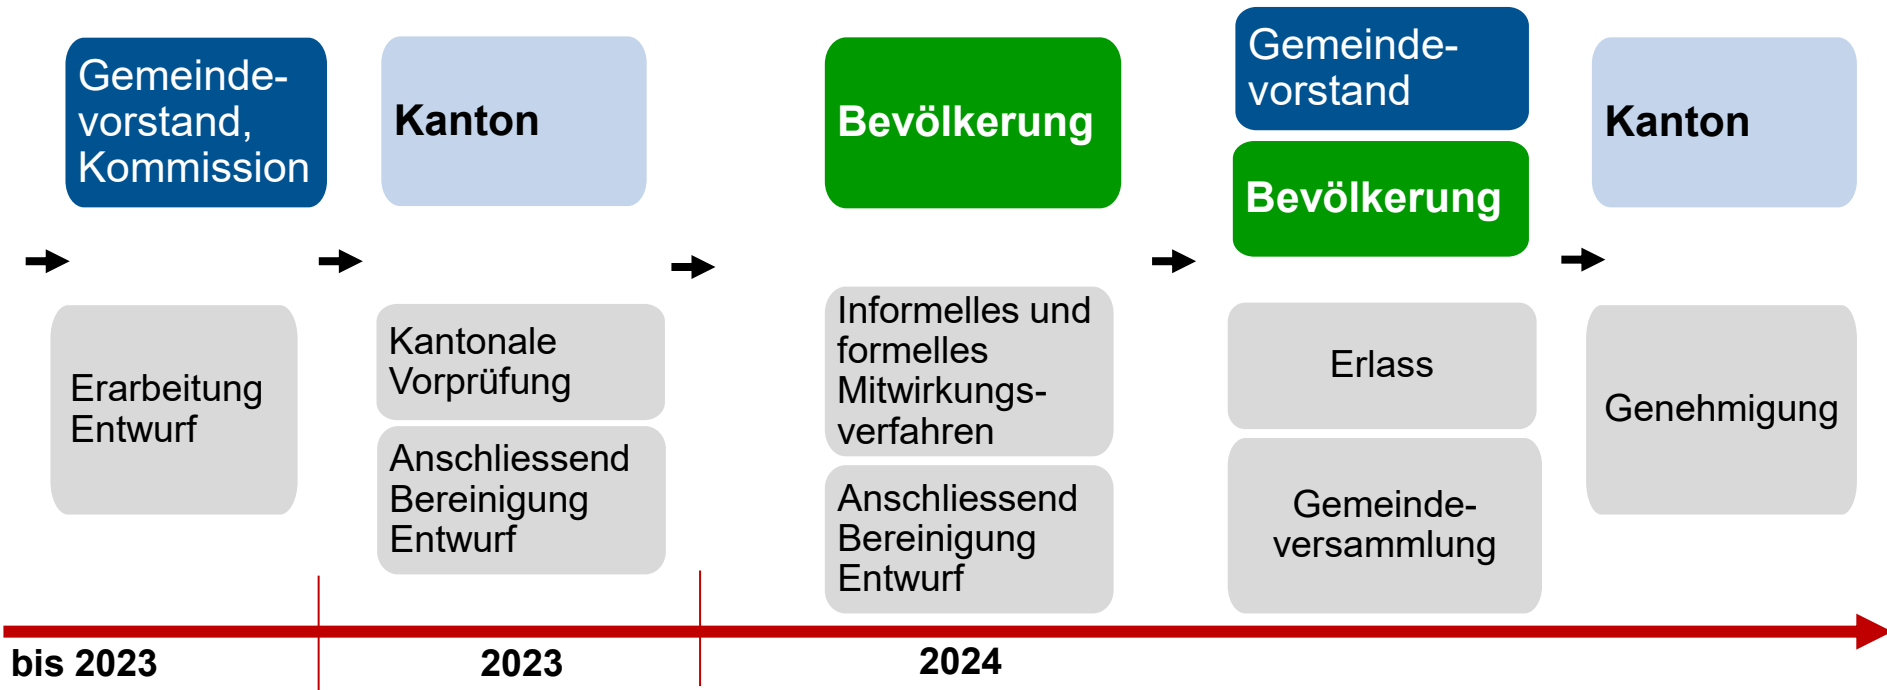 Gemeinde-
vorstand,
Kommission
Kanton
Bevölkerung
Gemeinde-
vorstand
Bevölkerung
Kanton
Erarbeitung
Entwurf
Kantonale
Vorprüfung
Anschliessend
Bereinigung
Entwurf
Informelles und
formelles
Mitwirkungs-
verfahren
Anschliessend
Bereinigung
Entwurf
Erlass
Gemeinde-
versammlung
Genehmigung
bis 2023
2023
2024